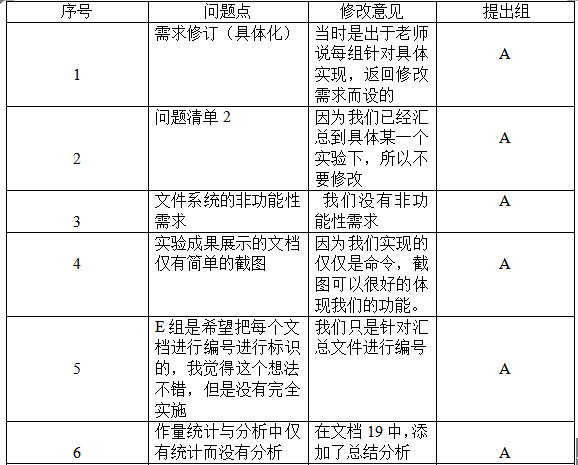 序号 问题点 修改意见 提出组
1 需求修订（具体化） 当时是出于老师 A
说每组针对具体
实现，返回修改
需求而设的
2 问题清单 2 因为我们已经汇 A
总到具体某一个
实验下，所以不
要修改
3 文件系统的非功能性 我们没有非功 A
需求 能性需求
4 实验成果展示的文档 因为我们实现的 A
仅有简单的截图 仅仅是命令，截
图可以很好的体
现我们的功能。
5 E 组是希望把每个文 我们只是针对汇 A
档进行编号进行标识 总文件进行编号
的，我觉得这个想法
不错，但是没有完全
实施
6 作量统计与分析中仅 在文档 19 中，添 A
有统计而没有分析 加了总结分析